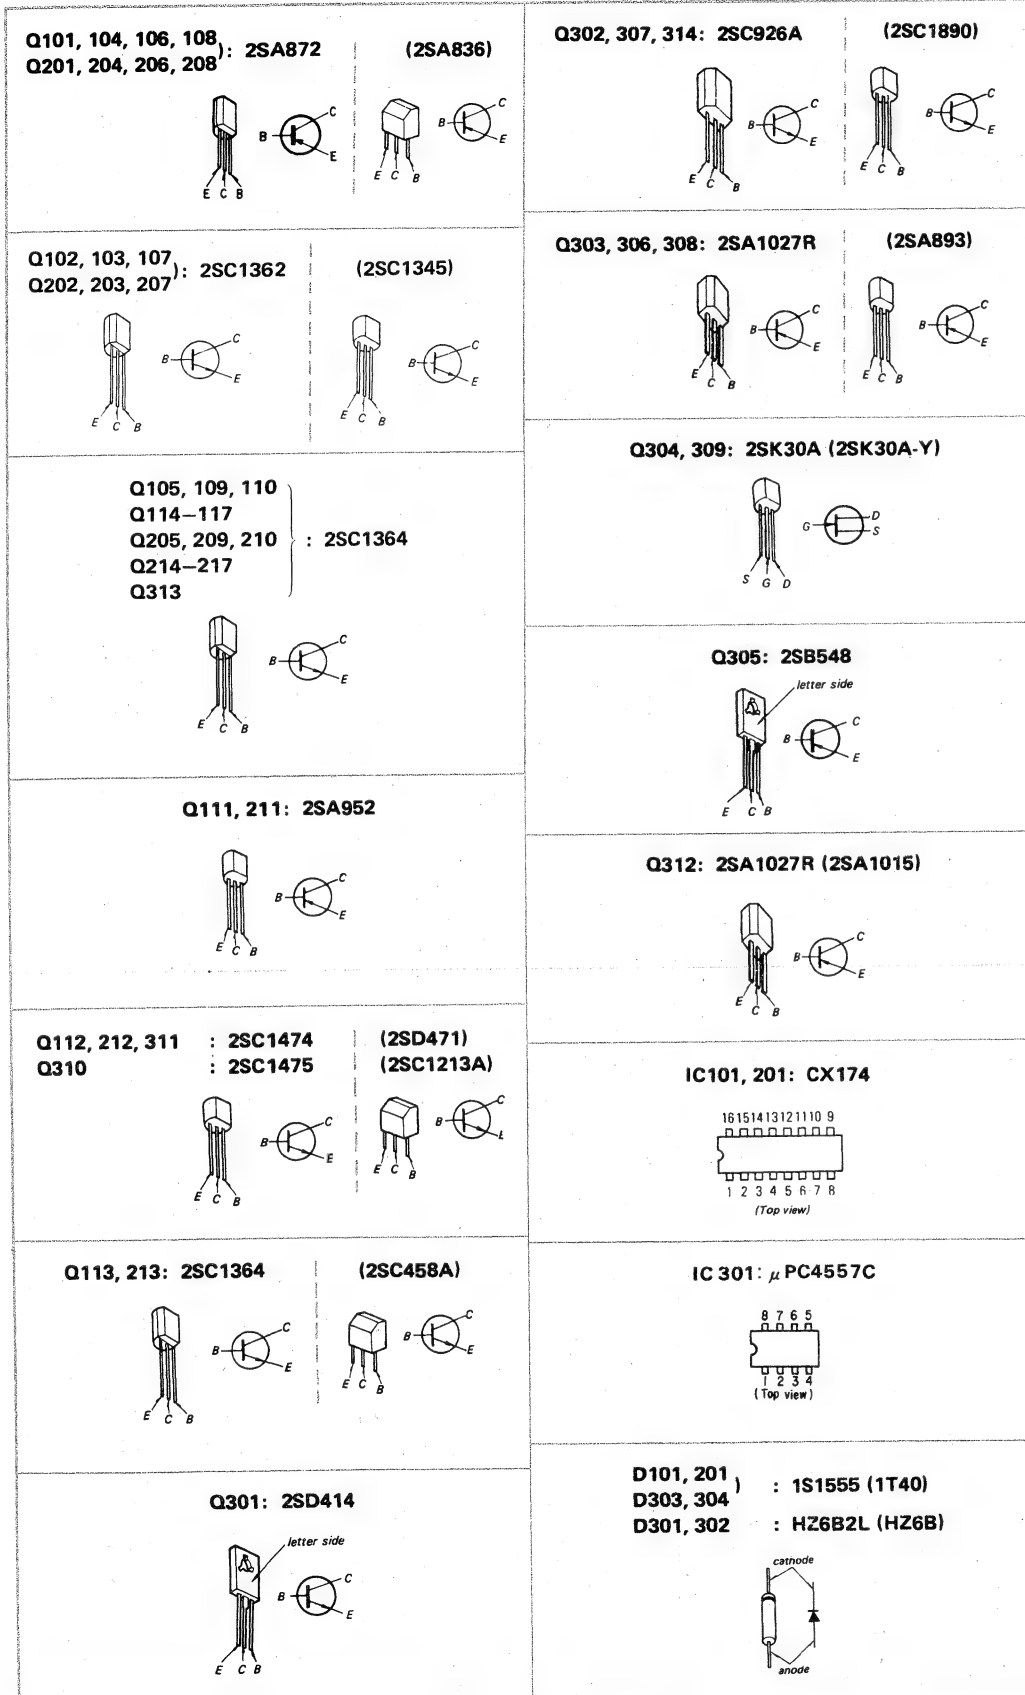 Q101, 104, 106, 108
Q201, 204, 206, 208
): 2SA872
(2SA836)
B
C
E
E C B
B
C
E
E C B
Q102, 103, 107
Q202, 203, 207
): 2SC1362
(2SC1345)
B
C
E
E C B
B
C
E
E C B
Q105, 109, 110
Q114–117
Q205, 209, 210 : 2SC1364
Q214–217
Q313
B
C
E
E C B
Q111, 211: 2SA952
B
C
E
E C B
Q112, 212, 311 : 2SC1474 (2SD471)
Q310 : 2SC1475 (2SC1213A)
B
C
E
E C B
B
C
E
E C B
Q113, 213: 2SC1364 (2SC458A)
B
C
E
E C B
B
C
E
E C B
Q301: 2SD414
letter side
B
C
E
E C B
Q302, 307, 314: 2SC926A (2SC1890)
B
C
E
E C B
B
C
E
E C B
Q303, 306, 308: 2SA1027R (2SA893)
B
C
E
E C B
B
C
E
E C B
Q304, 309: 2SK30A (2SK30A-Y)
G
D
S
S G D
Q305: 2SB548
letter side
B
C
E
E C B
Q312: 2SA1027R (2SA1015)
B
C
E
E C B
IC101, 201: CX174
16 15 14 13 12 11 10 9
1 2 3 4 5 6 7 8
(Top view)
IC 301: μPC4557C
8 7 6 5
1 2 3 4
(Top view)
D101, 201
D303, 304
) : 1S1555 (1T40)
D301, 302 : HZ6B2L (HZ6B)
cathode
anode